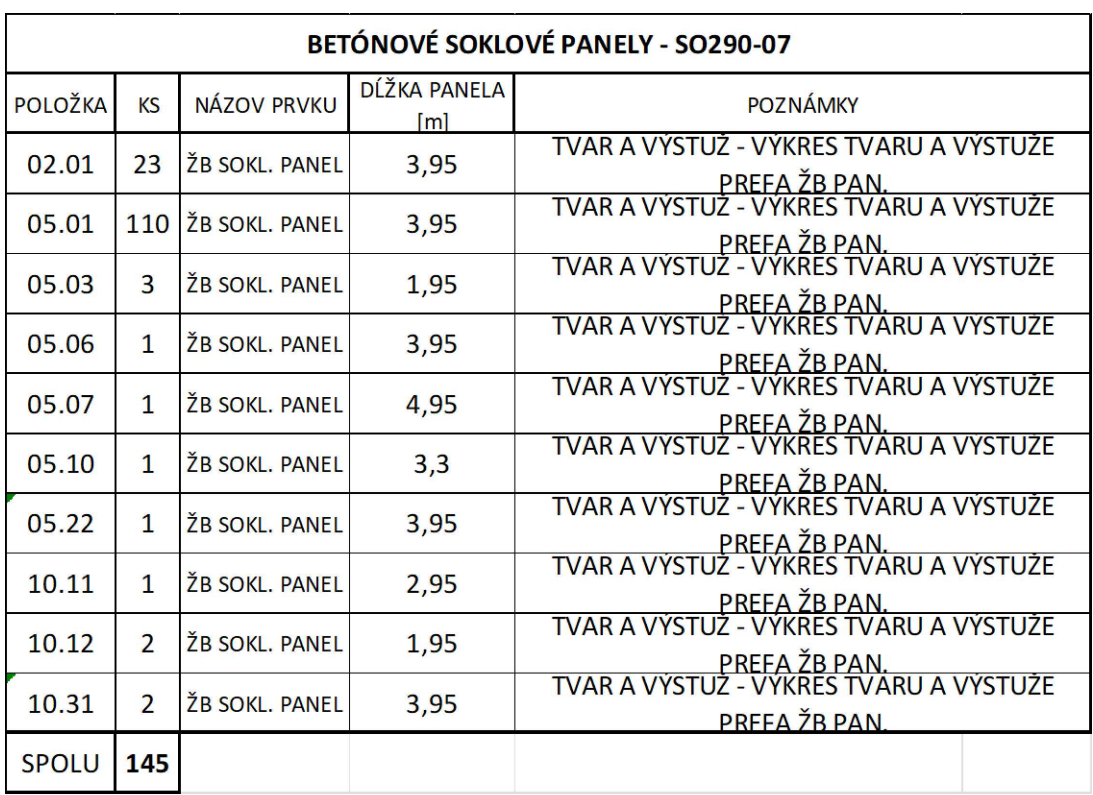 BETÓNOVÉ SOKLOVÉ PANELY - SO290-07
POLOŽKA KS NÁZOV PRVKU DĹŽKA PANELA [m] POZNÁMKY
02.01 23 ŽB SOKL. PANEL 3,95 TVAR A VÝSTUŽ - VÝKRES TVARU A VÝSTUŽE PREFA ŽB PAN.
05.01 110 ŽB SOKL. PANEL 3,95 TVAR A VÝSTUŽ - VÝKRES TVARU A VÝSTUŽE PREFA ŽB PAN.
05.03 3 ŽB SOKL. PANEL 1,95 TVAR A VÝSTUŽ - VÝKRES TVARU A VÝSTUŽE PREFA ŽB PAN.
05.06 1 ŽB SOKL. PANEL 3,95 TVAR A VÝSTUŽ - VÝKRES TVARU A VÝSTUŽE PREFA ŽB PAN.
05.07 1 ŽB SOKL. PANEL 4,95 TVAR A VÝSTUŽ - VÝKRES TVARU A VÝSTUŽE PREFA ŽB PAN.
05.10 1 ŽB SOKL. PANEL 3,3 TVAR A VÝSTUŽ - VÝKRES TVARU A VÝSTUŽE PREFA ŽB PAN.
05.22 1 ŽB SOKL. PANEL 3,95 TVAR A VÝSTUŽ - VÝKRES TVARU A VÝSTUŽE PREFA ŽB PAN.
10.11 1 ŽB SOKL. PANEL 2,95 TVAR A VÝSTUŽ - VÝKRES TVARU A VÝSTUŽE PREFA ŽB PAN.
10.12 2 ŽB SOKL. PANEL 1,95 TVAR A VÝSTUŽ - VÝKRES TVARU A VÝSTUŽE PREFA ŽB PAN.
10.31 2 ŽB SOKL. PANEL 3,95 TVAR A VÝSTUŽ - VÝKRES TVARU A VÝSTUŽE PREFA ŽB PAN.
SPOLU 145